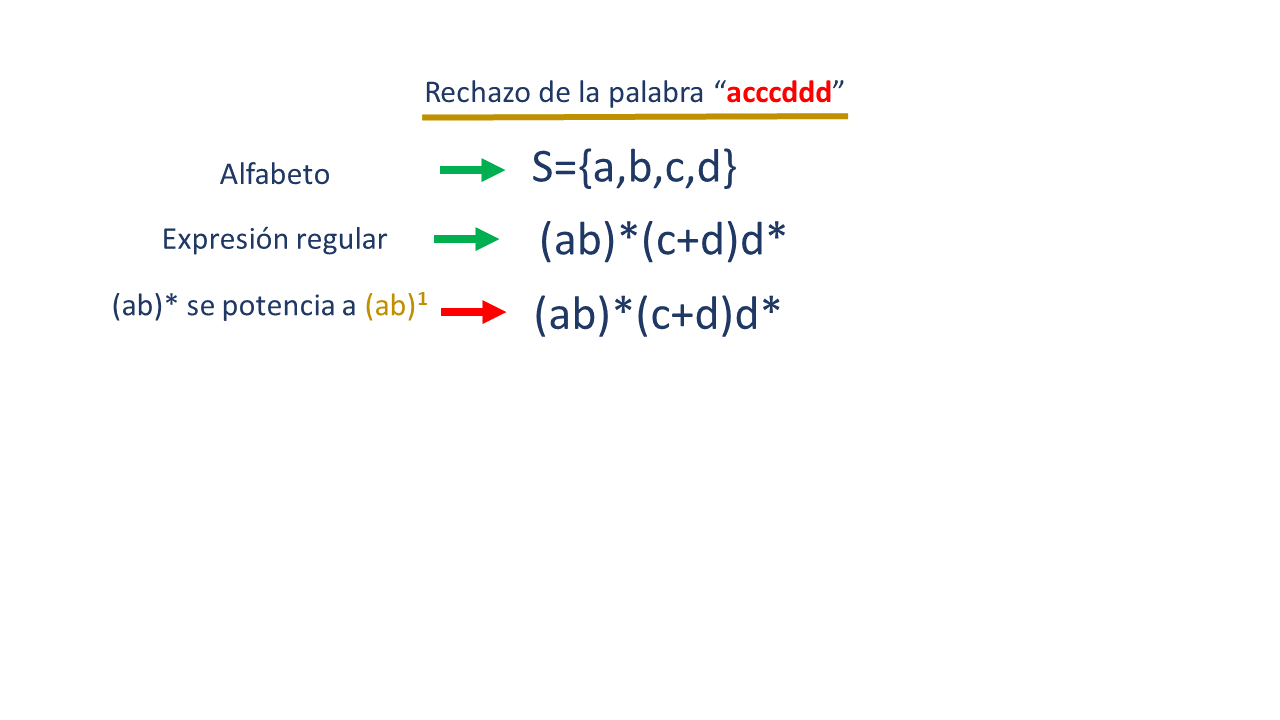 Rechazo de la palabra “acccddd”
Alfabeto S={a,b,c,d}
Expresión regular (ab)*(c+d)d*
(ab)* se potencia a (ab)¹ (ab)*(c+d)d*